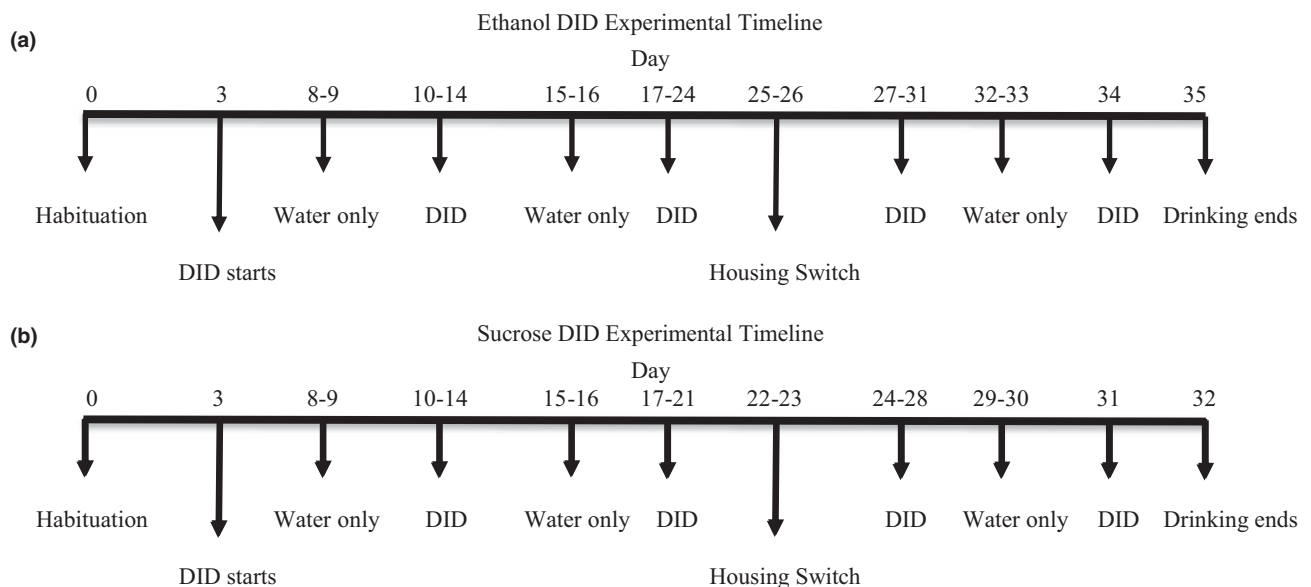 (a)
Ethanol DID Experimental Timeline
Day
0 3 8-9 10-14 15-16 17-24 25-26 27-31 32-33 34 35
Habituation Water only DID Water only DID DID Water only DID Drinking ends
DID starts Housing Switch
(b)
Sucrose DID Experimental Timeline
Day
0 3 8-9 10-14 15-16 17-21 22-23 24-28 29-30 31 32
Habituation Water only DID Water only DID DID Water only DID Drinking ends
DID starts Housing Switch